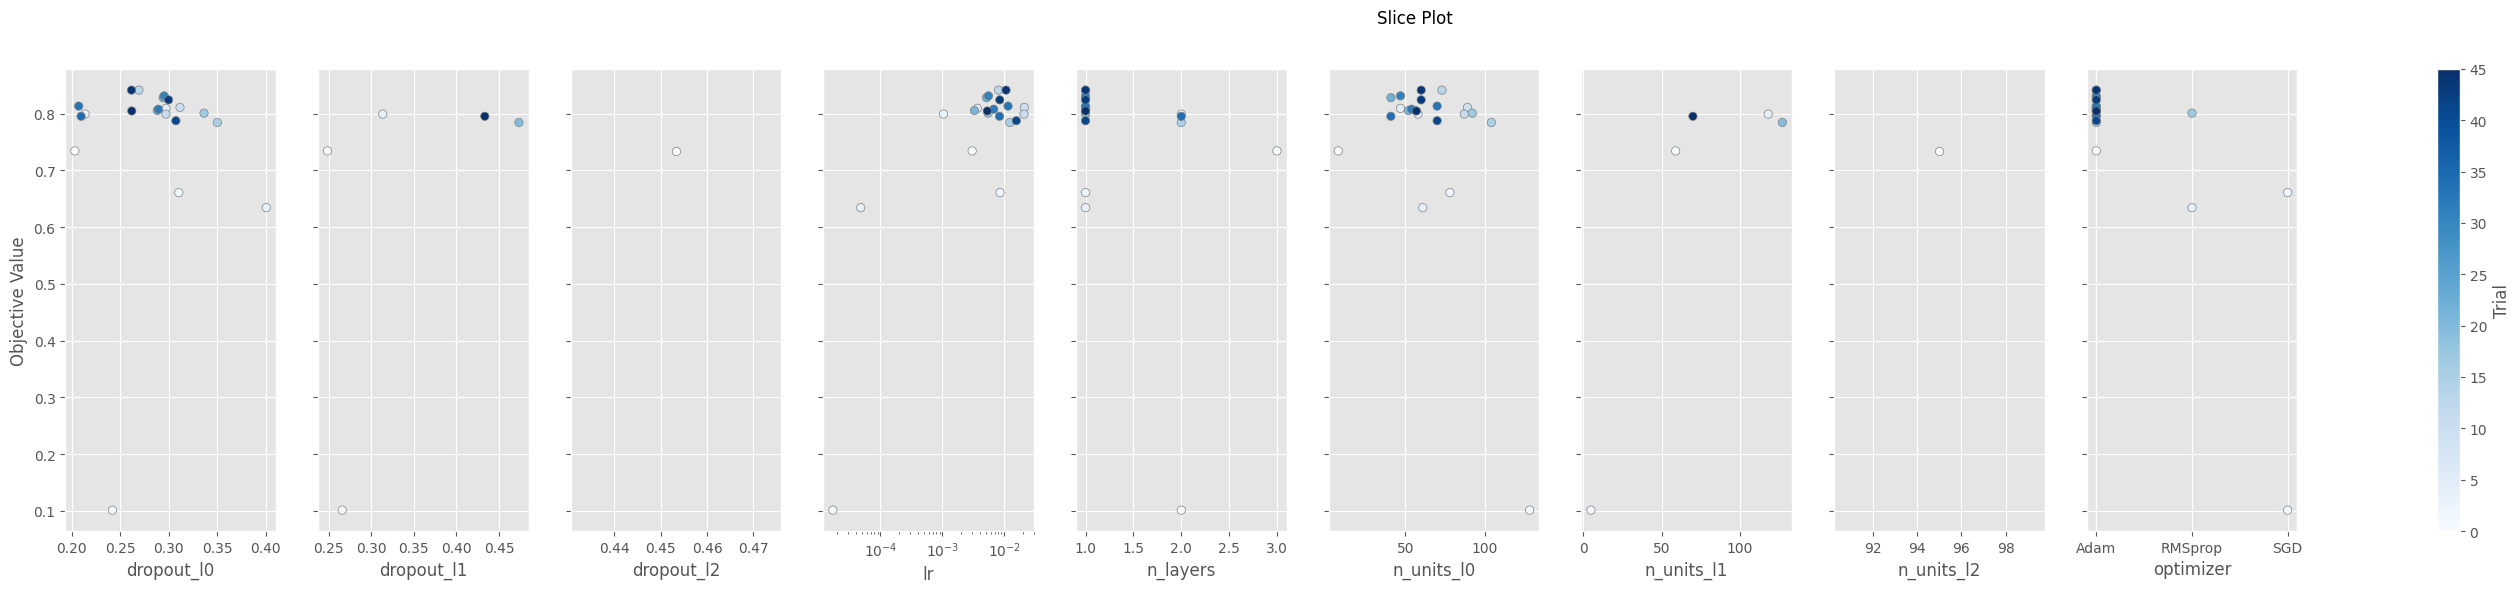 Slice Plot
Objective Value
0.8
0.7
0.6
0.5
0.4
0.3
0.2
0.1
0.20 0.25 0.30 0.35 0.40
dropout_l0
0.25 0.30 0.35 0.40 0.45
dropout_l1
0.44 0.45 0.46 0.47
dropout_l2
10⁻⁴ 10⁻³ 10⁻²
lr
1.0 1.5 2.0 2.5 3.0
n_layers
50 100
n_units_l0
0 50 100
n_units_l1
92 94 96 98
n_units_l2
Adam RMSprop SGD
optimizer
45
40
35
30
25
20
15
10
5
0
Trial